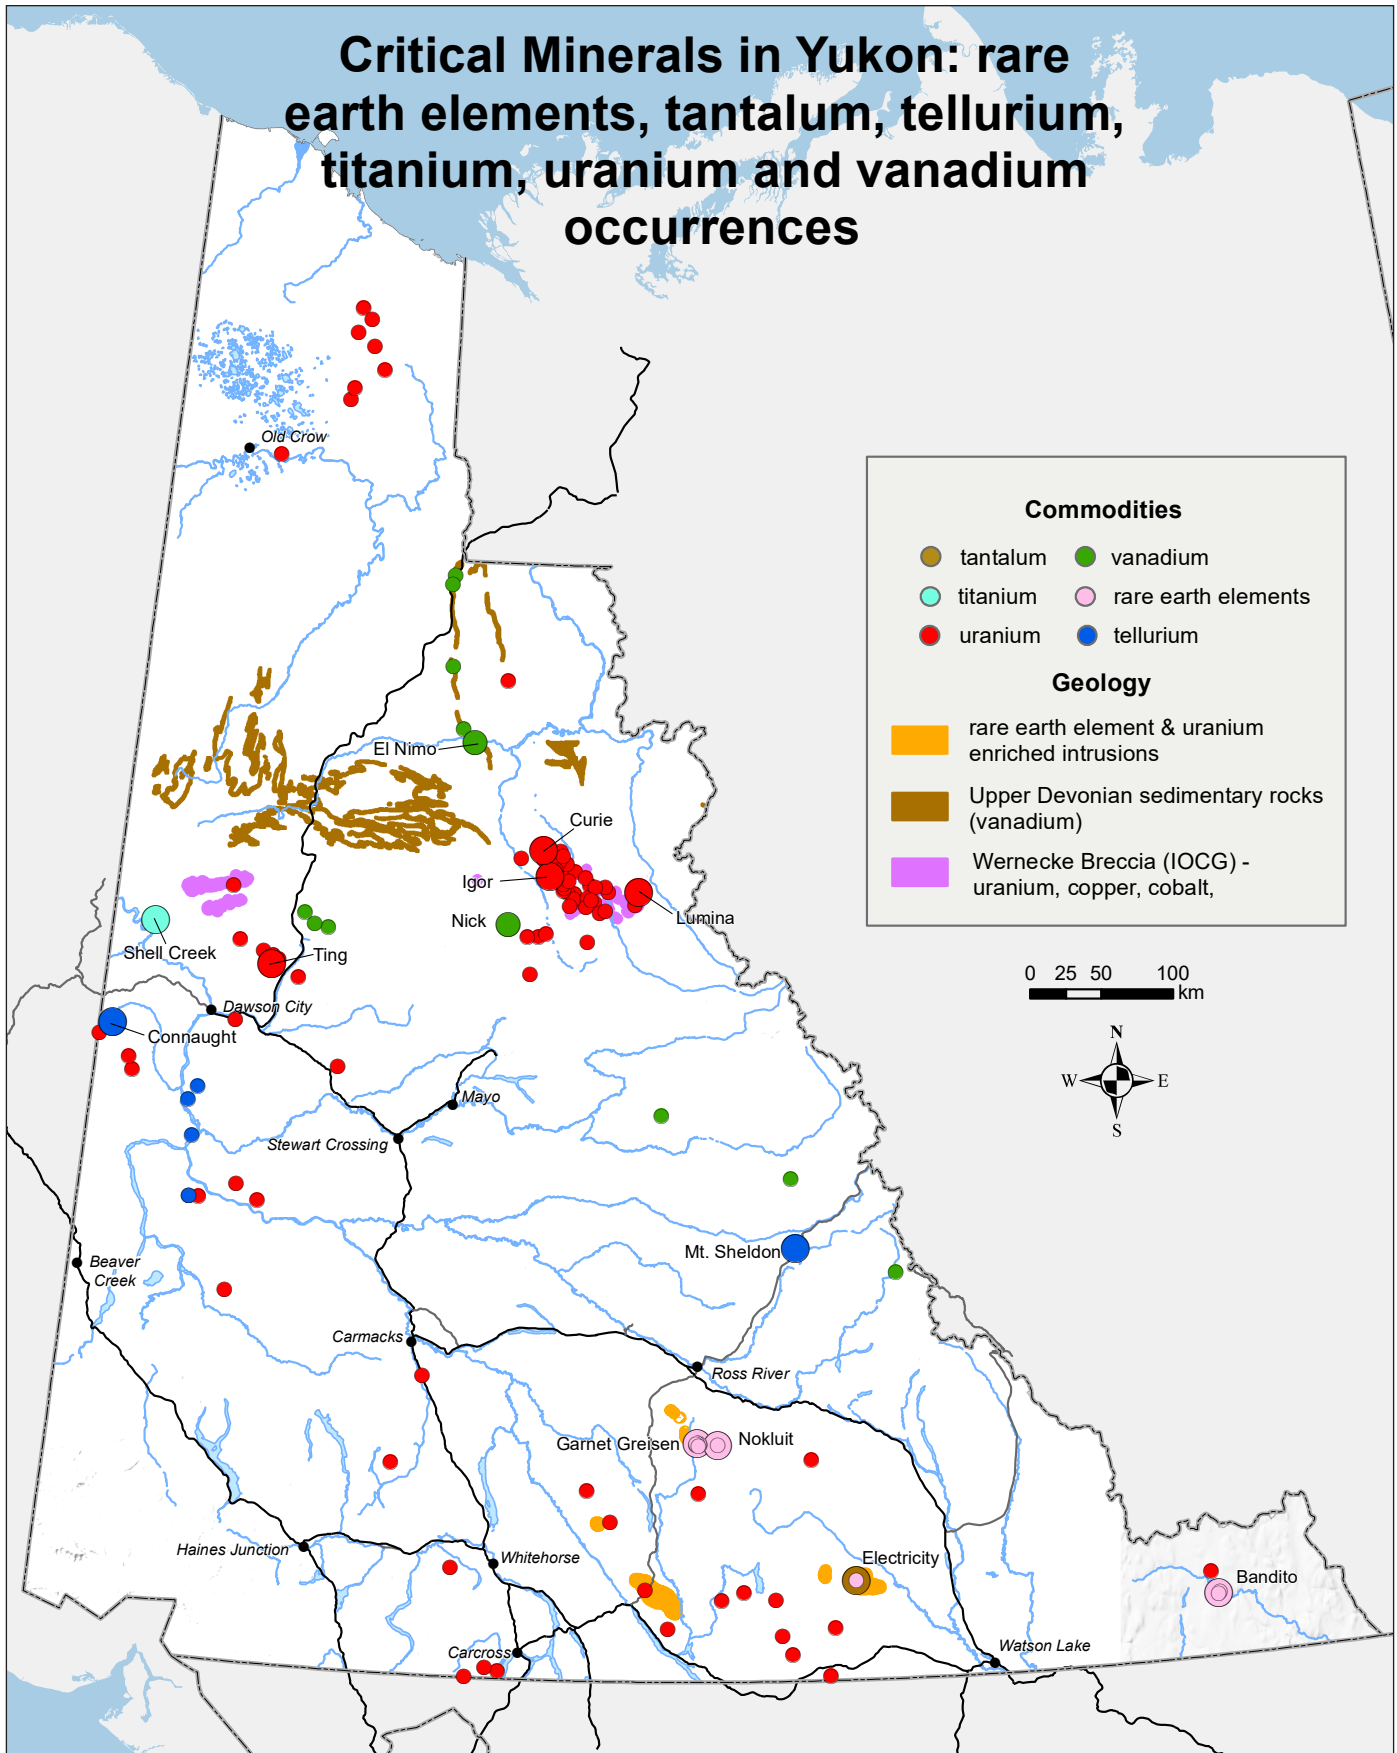 Critical Minerals in Yukon: rare
earth elements, tantalum, tellurium,
titanium, uranium and vanadium
occurrences
Old Crow
Commodities
tantalum
vanadium
titanium
rare earth elements
uranium
tellurium
Geology
rare earth element & uranium
enriched intrusions
Upper Devonian sedimentary rocks
(vanadium)
Wernecke Breccia (IOCG) -
uranium, copper, cobalt,
El Nimo
Curie
Igor
Nick
Lumina
Shell Creek
Ting
0 25 50 100
km
Dawson City
Connaught
N
W E
S
Mayo
Stewart Crossing
Mt. Sheldon
Beaver
Creek
Carmacks
Ross River
Garnet Greisen
Nokluit
Haines Junction
Whitehorse
Electricity
Bandito
Carcross
Watson Lake